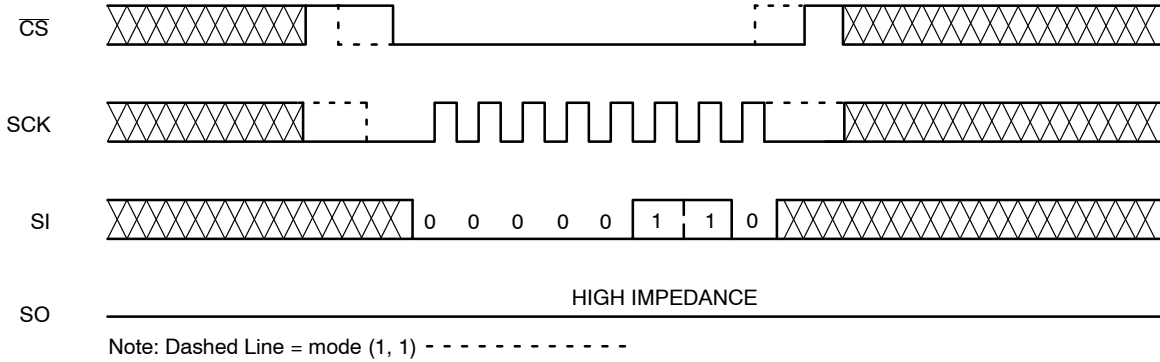 CS
SCK
SI
0 0 0 0 0 1 1 0
HIGH IMPEDANCE
SO
Note: Dashed Line = mode (1, 1)